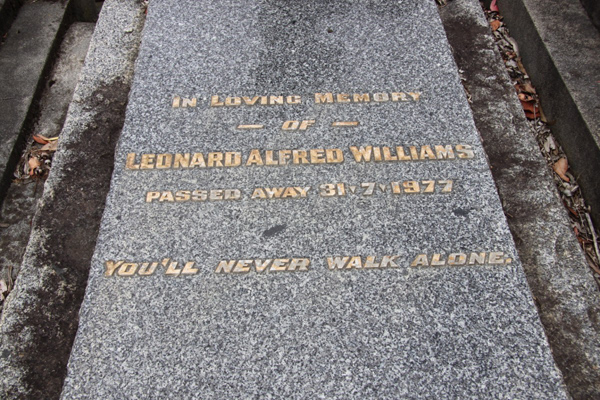 In Loving Memory
— OF —
Leonard Alfred Williams
Passed away 31·7·1977
You'll never walk alone.